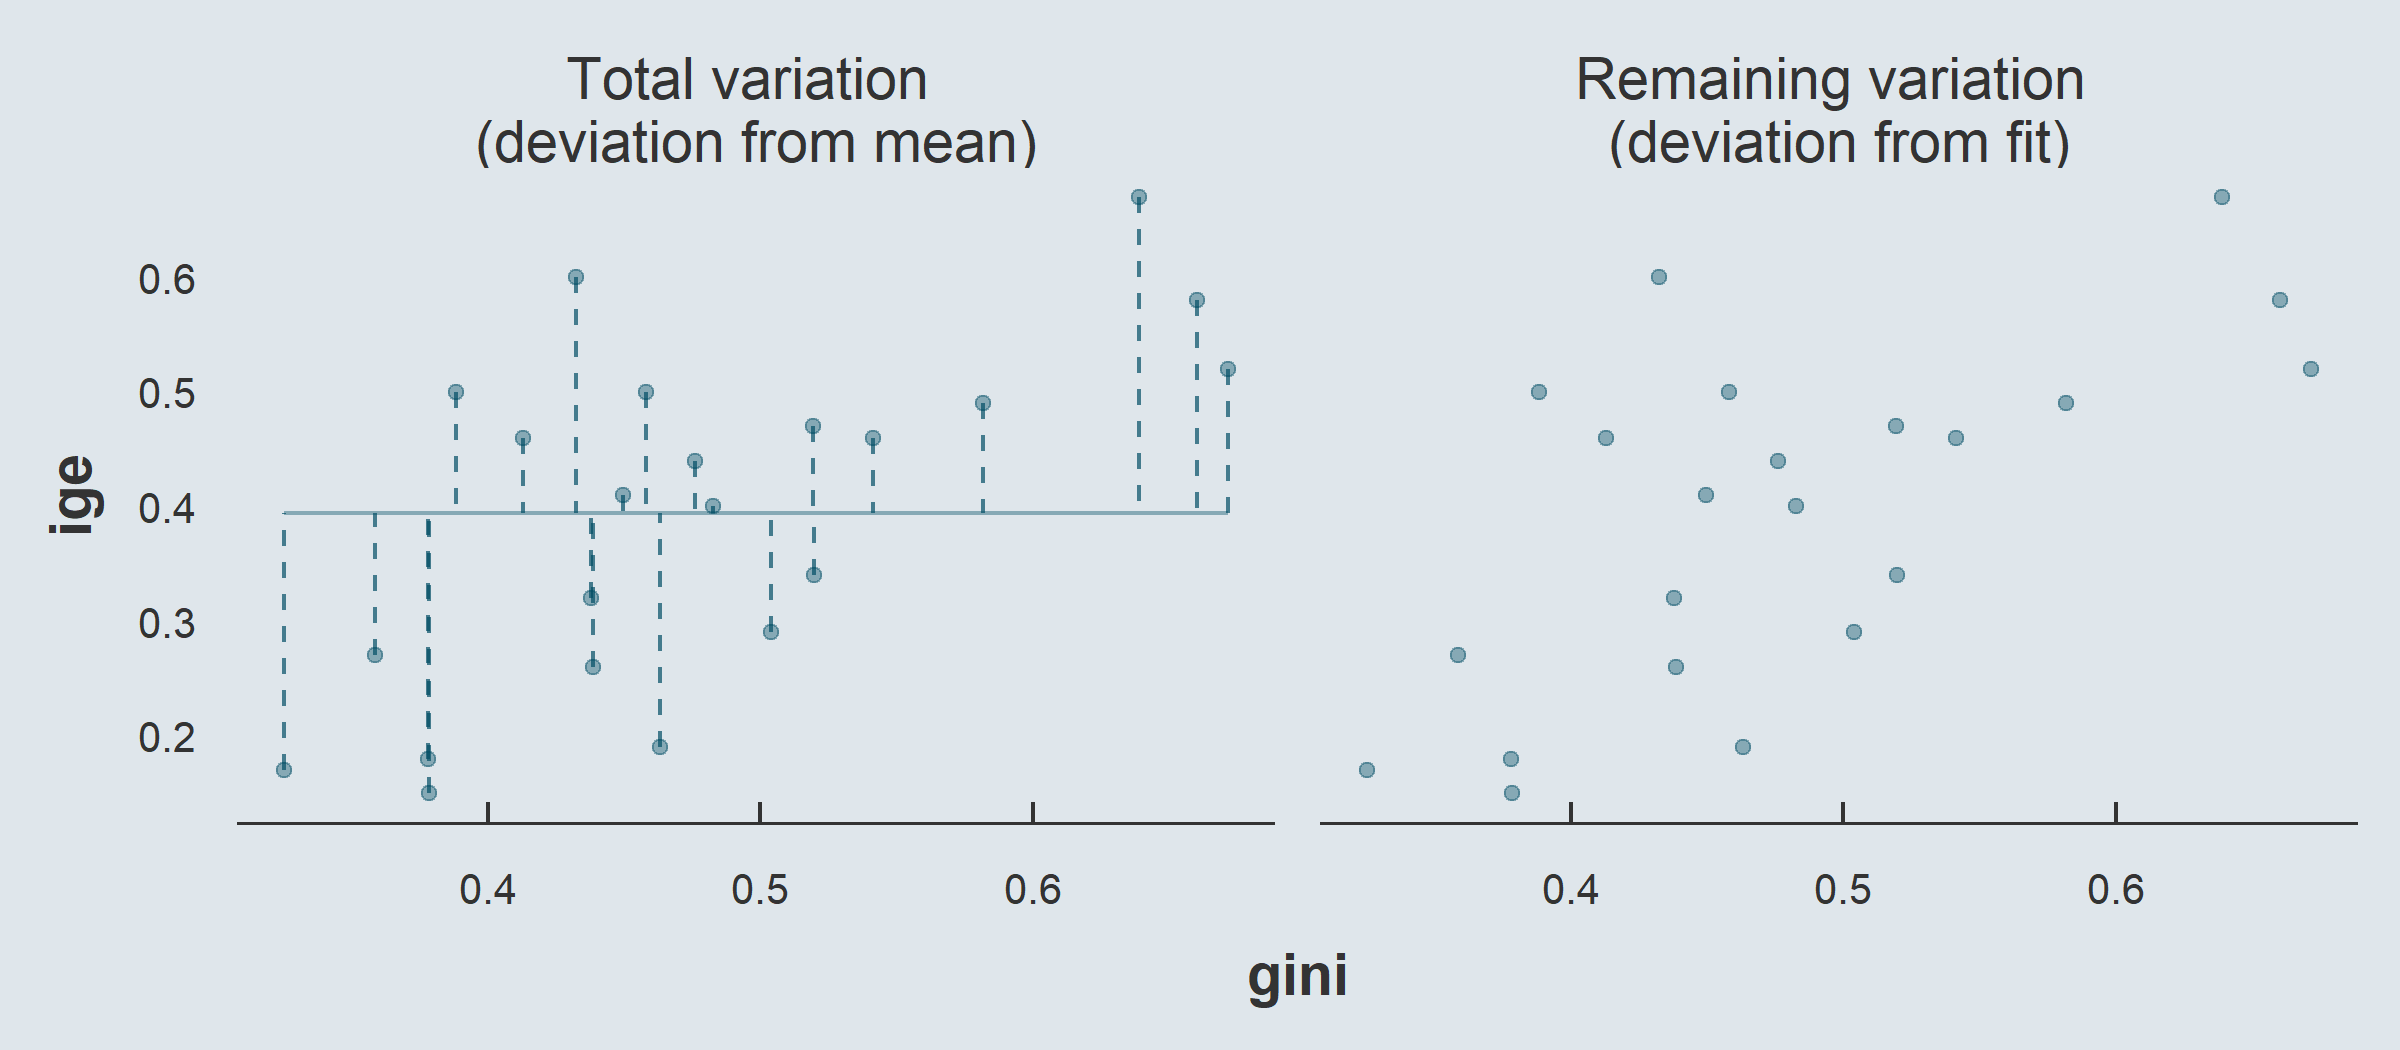 Total variation
(deviation from mean)
Remaining variation
(deviation from fit)
ige
0.6
0.5
0.4
0.3
0.2
0.4
0.5
0.6
0.4
0.5
0.6
gini